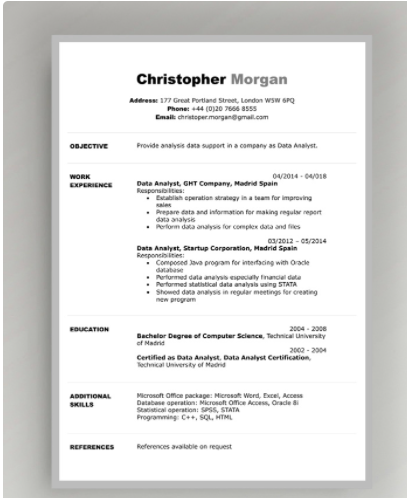 Christopher Morgan
Address: 177 Great Portland Street, London W5W 6PQ
Phone: +44 (0)20 7666 8555
Email: christoper.morgan@gmail.com
OBJECTIVE
Provide analysis data support in a company as Data Analyst.
WORK EXPERIENCE
04/2014 – 04/018
Data Analyst, GHT Company, Madrid Spain
Responsibilities:
• Establish operation strategy in a team for improving
sales
• Prepare data and information for making regular report
data analysis
• Perform data analysis for complex data and files
03/2012 – 05/2014
Data Analyst, Startup Corporation, Madrid Spain
Responsibilities:
• Composed Java program for interfacing with Oracle
database
• Performed data analysis especially financial data
• Performed statistical data analysis using STATA
• Showed data analysis in regular meetings for creating
new program
EDUCATION
2004 – 2008
Bachelor Degree of Computer Science, Technical University
of Madrid
2002 – 2004
Certified as Data Analyst, Data Analyst Certification,
Technical University of Madrid
ADDITIONAL
SKILLS
Microsoft Office package: Microsoft Word, Excel, Access
Database operation: Microsoft Office Access, Oracle 8i
Statistical operation: SPSS, STATA
Programming: C++, SQL, HTML
REFERENCES
References available on request